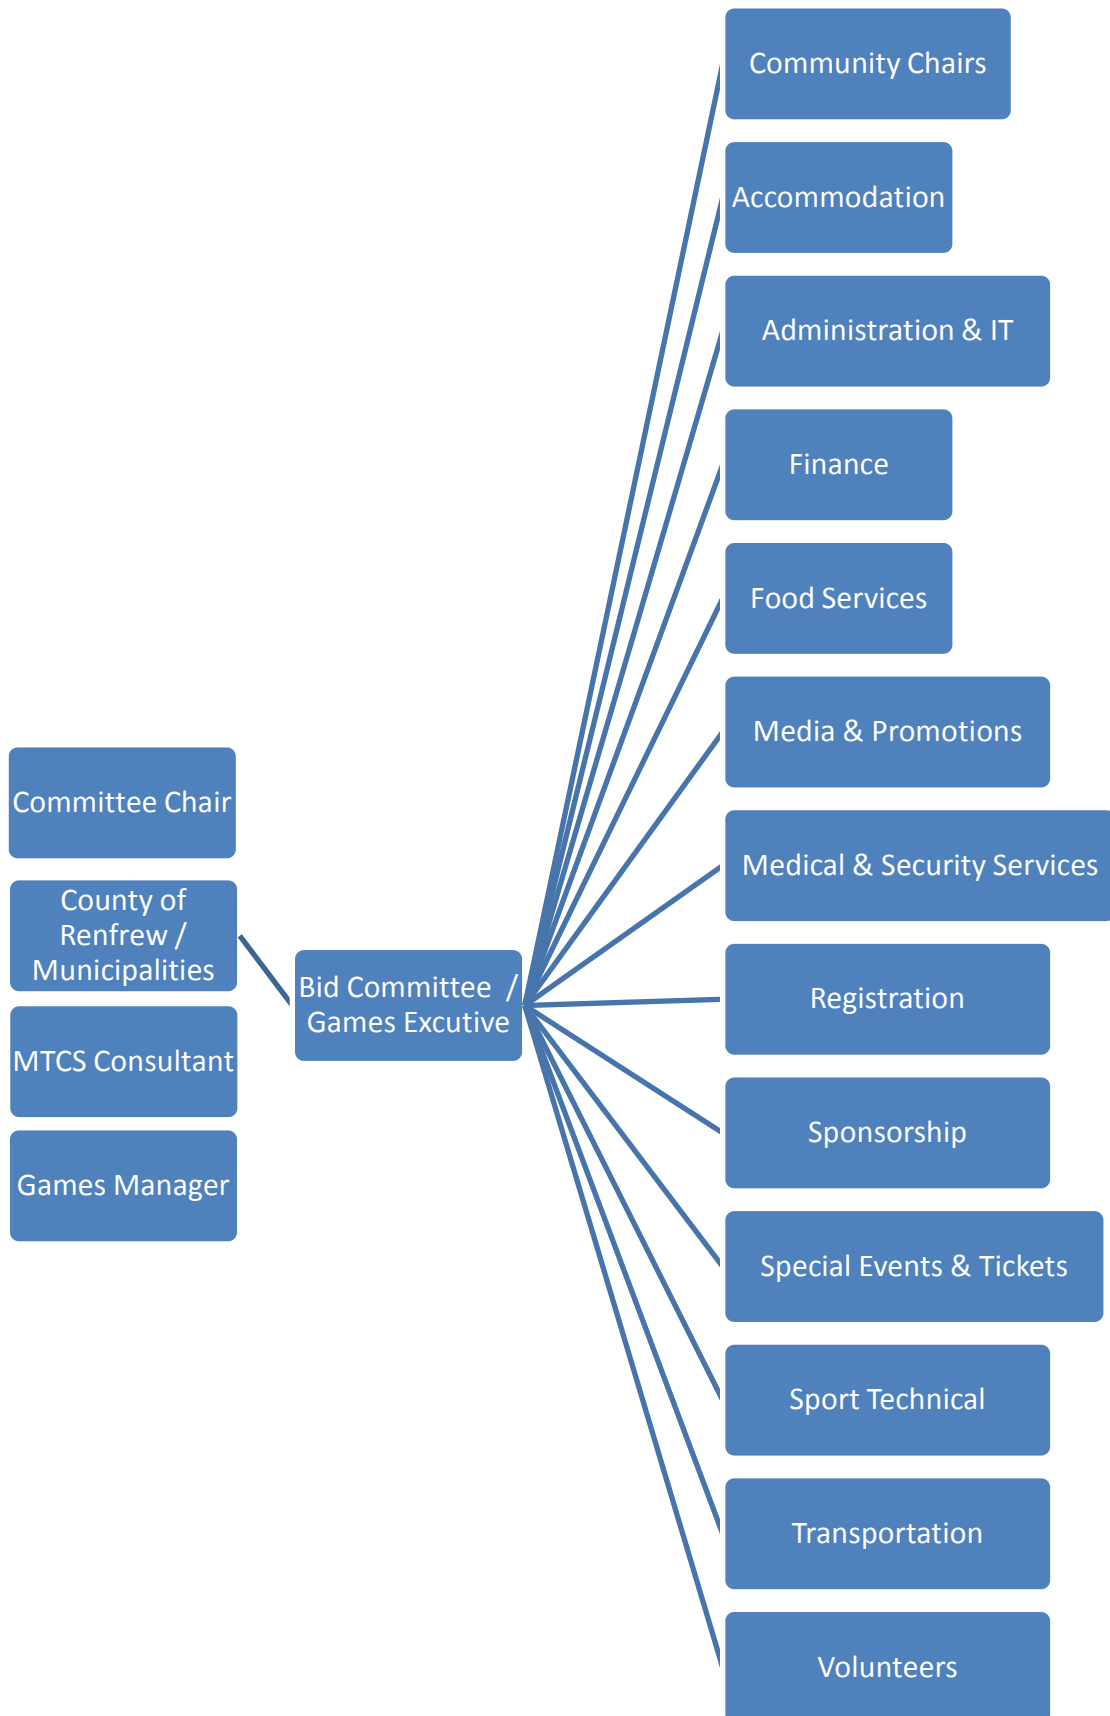 Committee Chair
County of
Renfrew /
Municipalities
MTCS Consultant
Games Manager
Bid Committee /
Games Excutive
Community Chairs
Accommodation
Administration & IT
Finance
Food Services
Media & Promotions
Medical & Security Services
Registration
Sponsorship
Special Events & Tickets
Sport Technical
Transportation
Volunteers